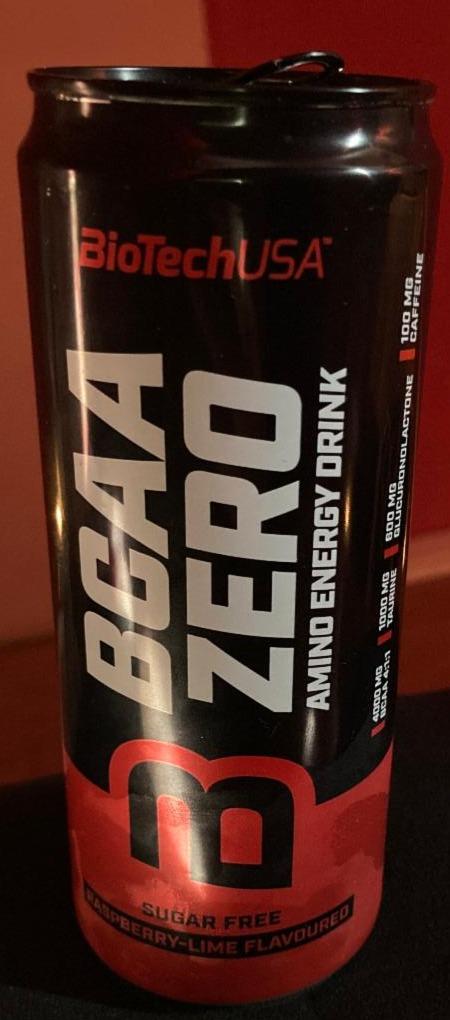 BioTechUSA™
BCAA
ZERO
AMINO ENERGY DRINK
4000 MG
BCAA 4:1:1
1000 MG
TAURINE
600 MG
GLUCURONOLACTONE
100 MG
CAFFEINE
B
SUGAR FREE
RASPBERRY-LIME FLAVOURED